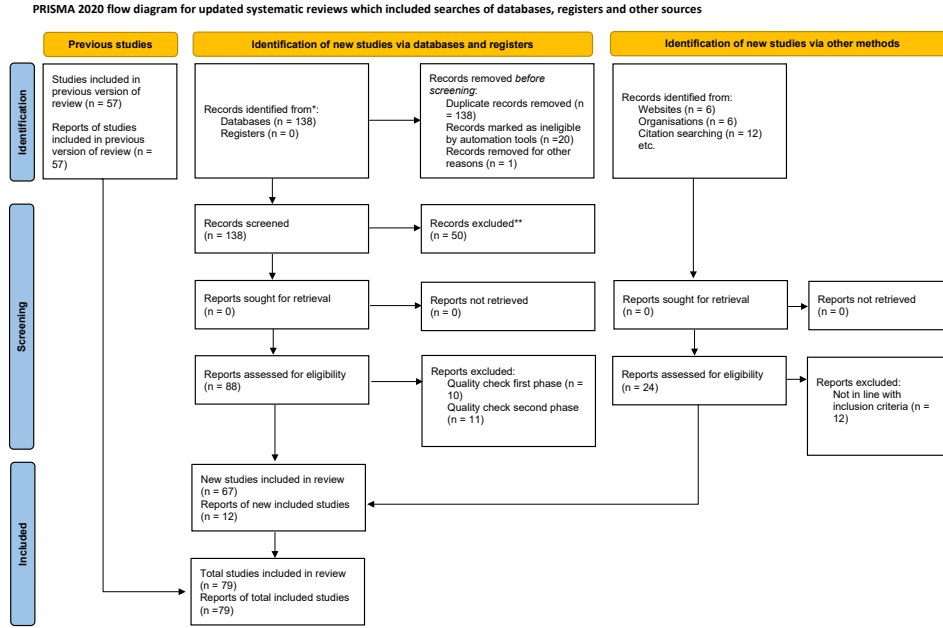 PRISMA 2020 flow diagram for updated systematic reviews which included searches of databases, registers and other sources
Previous studies
Identification of new studies via databases and registers
Identification of new studies via other methods
Identification
Studies included in
previous version of
review (n = 57)
Reports of studies
included in previous
version of review (n =
57)
Records identified from*:
Databases (n = 138)
Registers (n = 0)
Records removed before
screening:
Duplicate records removed (n
= 138)
Records marked as ineligible
by automation tools (n =20)
Records removed for other
reasons (n = 1)
Records identified from:
Websites (n = 6)
Organisations (n = 6)
Citation searching (n = 12)
etc.
Screening
Records screened
(n = 138)
Records excluded**
(n = 50)
Reports sought for retrieval
(n = 0)
Reports not retrieved
(n = 0)
Reports sought for retrieval
(n = 0)
Reports not retrieved
(n = 0)
Reports assessed for eligibility
(n = 88)
Reports excluded:
Quality check first phase (n =
10)
Quality check second phase
(n = 11)
Reports assessed for eligibility
(n = 24)
Reports excluded:
Not in line with
inclusion criteria (n =
12)
Included
New studies included in review
(n = 67)
Reports of new included studies
(n = 12)
Total studies included in review
(n = 79)
Reports of total included studies
(n =79)